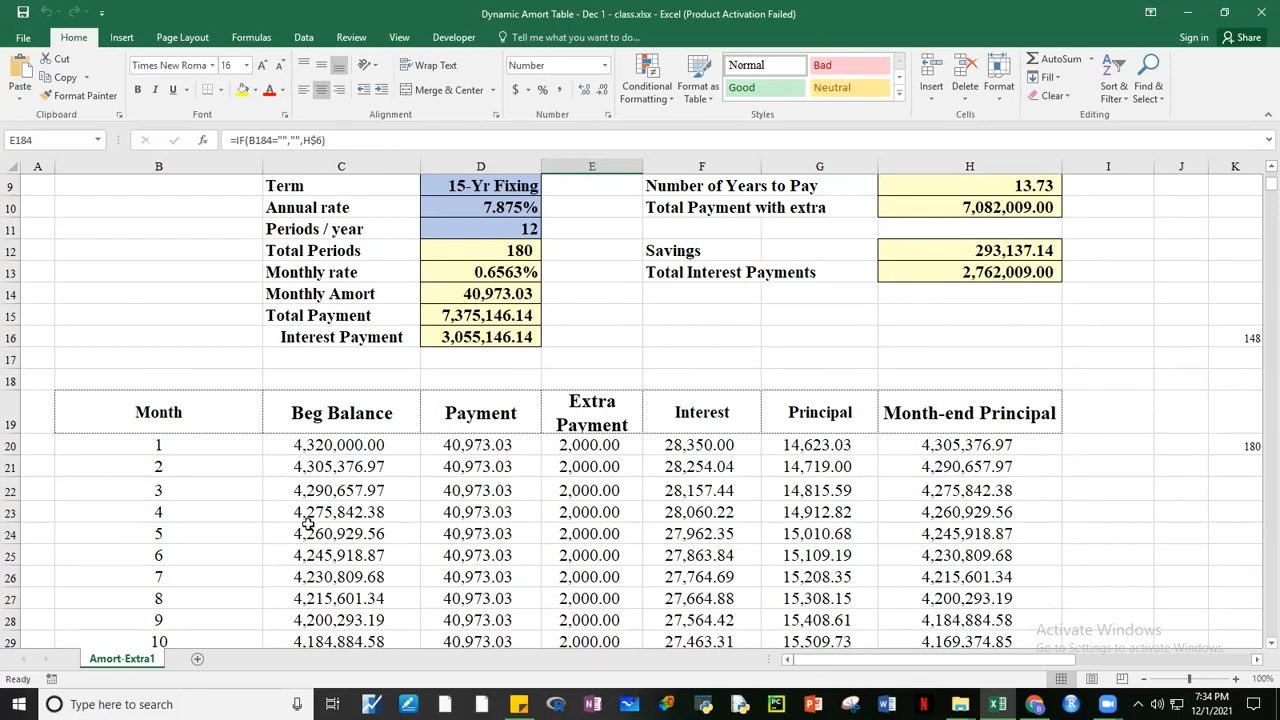 Dynamic Amort Table - Dec 1 - class.xlsx - Excel (Product Activation Failed)
File Home Insert Page Layout Formulas Data Review View Developer Tell me what you want to do... Sign in Share
Cut
Copy
Format Painter
Paste
Clipboard
Times New Roma 16
B I U
Font
Wrap Text
Merge & Center
Alignment
Number
$ % ,
Number
Conditional Formatting
Format as Table
Normal Bad
Good Neutral
Styles
Insert Delete Format
Cells
AutoSum
Fill
Clear
Sort & Filter
Find & Select
Editing
E184 fx =IF(B184="","",H$6)
A B C D E F G H I J K
9 Term 15-Yr Fixing Number of Years to Pay 13.73
10 Annual rate 7.875% Total Payment with extra 7,082,009.00
11 Periods / year 12
12 Total Periods 180 Savings 293,137.14
13 Monthly rate 0.6563% Total Interest Payments 2,762,009.00
14 Monthly Amort 40,973.03
15 Total Payment 7,375,146.14
16 Interest Payment 3,055,146.14 148
17
18
19 Month Beg Balance Payment Extra Payment Interest Principal Month-end Principal
20 1 4,320,000.00 40,973.03 2,000.00 28,350.00 14,623.03 4,305,376.97 180
21 2 4,305,376.97 40,973.03 2,000.00 28,254.04 14,719.00 4,290,657.97
22 3 4,290,657.97 40,973.03 2,000.00 28,157.44 14,815.59 4,275,842.38
23 4 4,275,842.38 40,973.03 2,000.00 28,060.22 14,912.82 4,260,929.56
24 5 4,260,929.56 40,973.03 2,000.00 27,962.35 15,010.68 4,245,918.87
25 6 4,245,918.87 40,973.03 2,000.00 27,863.84 15,109.19 4,230,809.68
26 7 4,230,809.68 40,973.03 2,000.00 27,764.69 15,208.35 4,215,601.34
27 8 4,215,601.34 40,973.03 2,000.00 27,664.88 15,308.15 4,200,293.19
28 9 4,200,293.19 40,973.03 2,000.00 27,564.42 15,408.61 4,184,884.58
29 10 4,184,884.58 40,973.03 2,000.00 27,463.31 15,509.73 4,169,374.85
Activate Windows
Go to Settings to activate Windows.
Amort-Extra1
Ready 100%
Type here to search
7:34 PM
12/1/2021